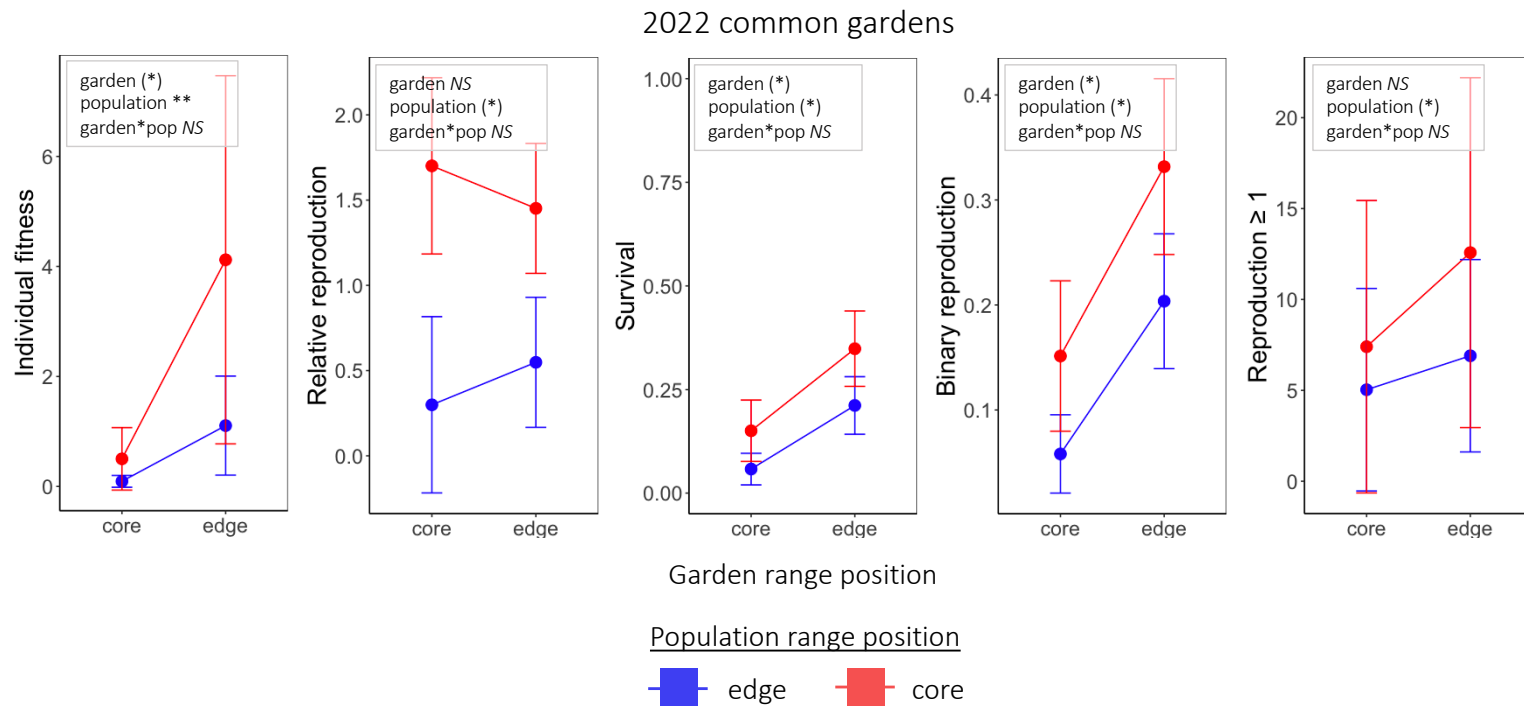 2022 common gardens
Individual fitness
6
4
2
0
garden (*)
population **
garden*pop NS
core edge
Relative reproduction
2.0
1.5
1.0
0.5
0.0
garden NS
population (*)
garden*pop NS
core edge
Survival
1.00
0.75
0.50
0.25
0.00
garden (*)
population (*)
garden*pop NS
core edge
Binary reproduction
0.4
0.3
0.2
0.1
garden (*)
population (*)
garden*pop NS
core edge
Reproduction ≥ 1
20
15
10
5
0
garden NS
population (*)
garden*pop NS
core edge
Garden range position
Population range position
edge core